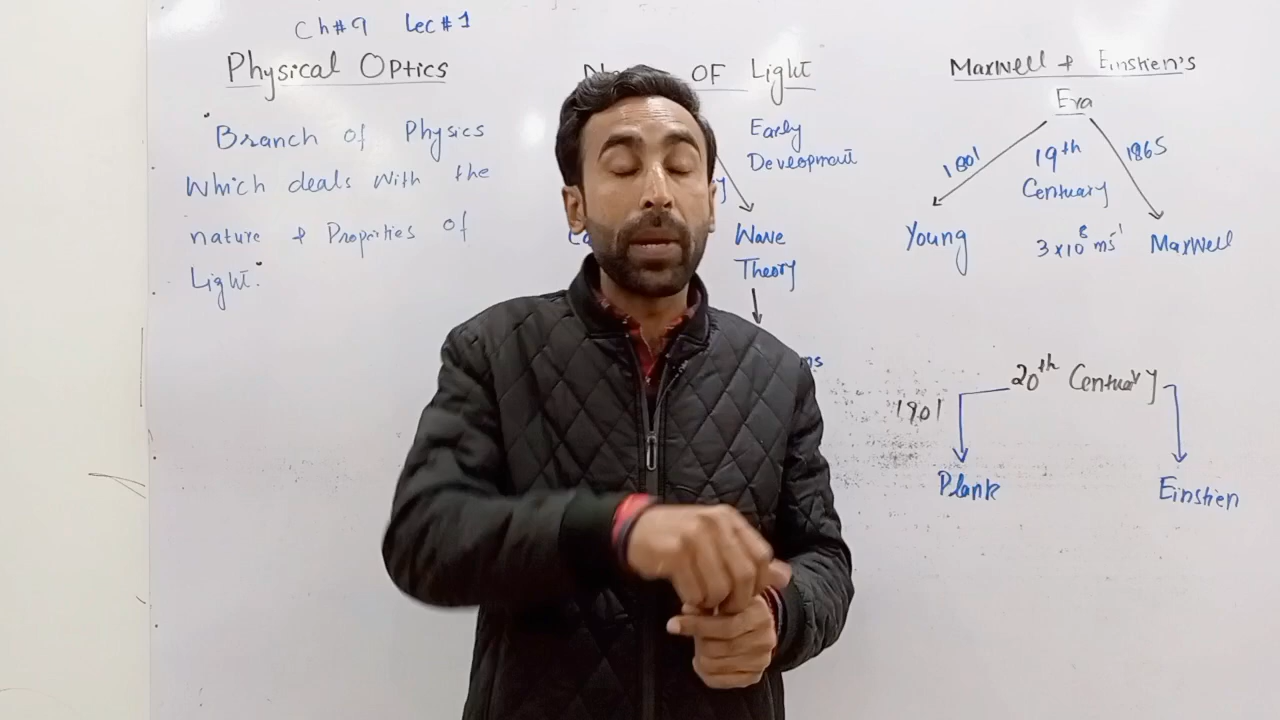 Ch#9 Lec#1
Physical Optics
Branch of Physics
Which deals with the
nature & Properties of
Light.
OF Light
Early
Deveopment
Wave
Theory
Maxwell & Einstien's
Era
1801
19th
Centuary
1865
Young
3x10⁸ ms⁻¹
Maxwell
20th Centuary
1901
Plank
Einstien